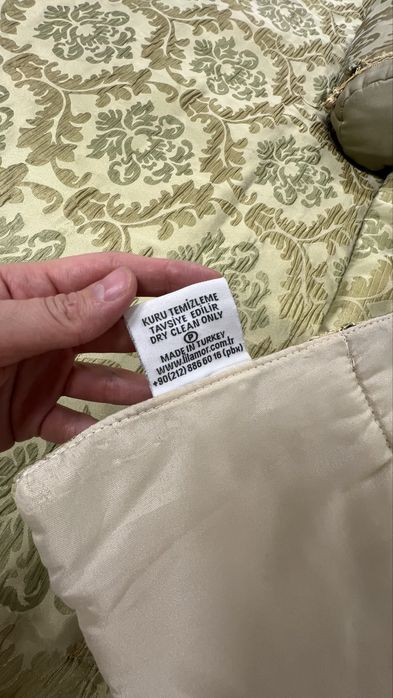 KURU TEMİZLEME
TAVSİYE EDİLİR
DRY CLEAN ONLY
P
MADE IN TURKEY
www.lilamor.com.tr
+90(212) 886 60 16 (pbx)